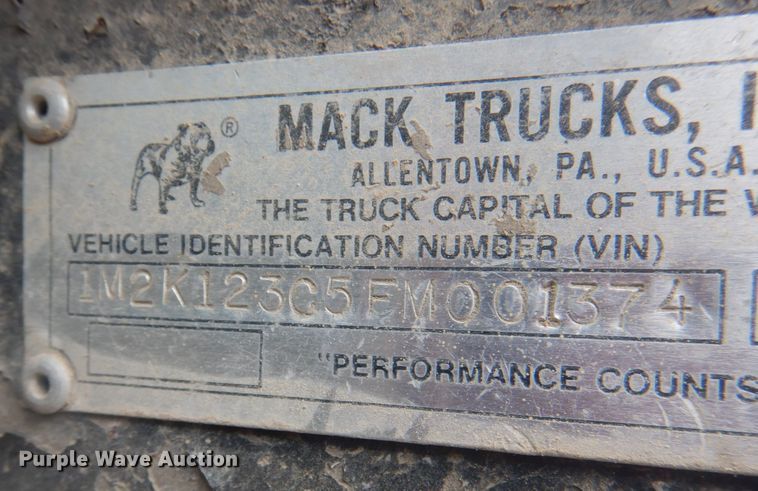 ®
MACK TRUCKS, I
ALLENTOWN, PA., U.S.A.
THE TRUCK CAPITAL OF THE W
VEHICLE IDENTIFICATION NUMBER (VIN)
1M2K123C5FM001374
"PERFORMANCE COUNTS
Purple Wave Auction